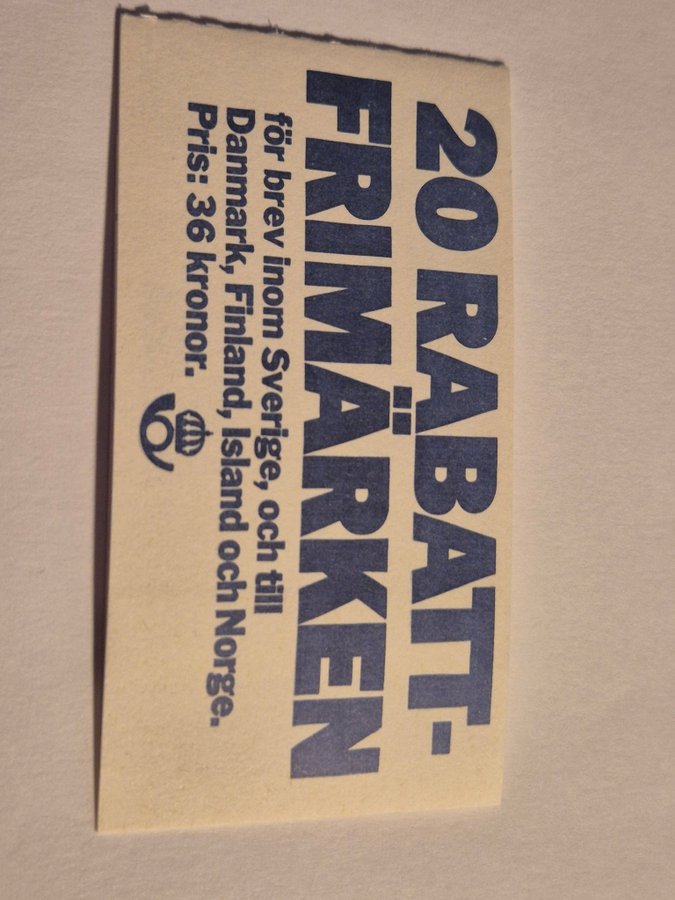 20 RABATT-
FRIMÄRKEN
för brev inom Sverige, och till
Danmark, Finland, Island och Norge.
Pris: 36 kronor.